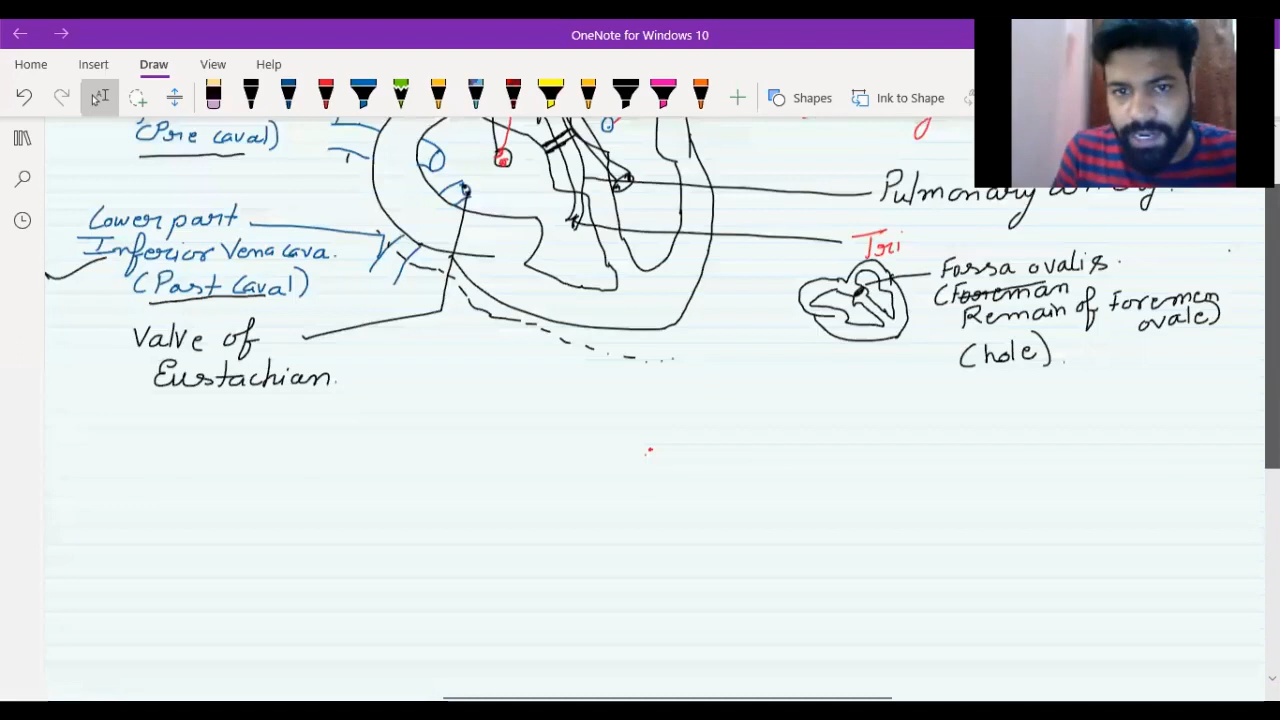 OneNote for Windows 10
Home Insert Draw View Help
Shapes Ink to Shape
(Pre caval)
Pulmonary
Lower part
Inferior Vena cava.
(Past Caval)
Tri
Fossa ovalis
(Foreman
Remain of Foremen
ovale)
(hole).
Valve of
Eustachian.